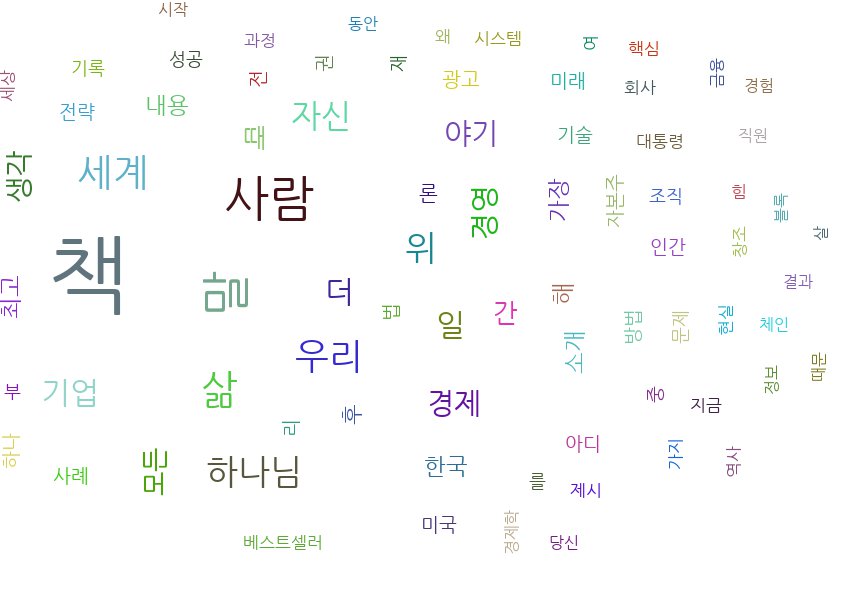 시작
동안
과정
왜
시스템
여
핵심
성공
권
재
기록
전
광고
미래
금융
세상
회사
경험
전략
내용
자신
때
야기
기술
대통령
직원
생각
세계
사람
론
경영
가장
자본주
조직
힘
블록
창조
살
인간
위
책
말
더
최고
법
일
간
해
결과
소개
방법
문제
현실
체인
우리
정보
때문
기업
삶
부
경제
중
지금
후
리
하나
아디
모든
하나님
한국
가지
역사
사례
를
제시
미국
베스트셀러
경제학
당신